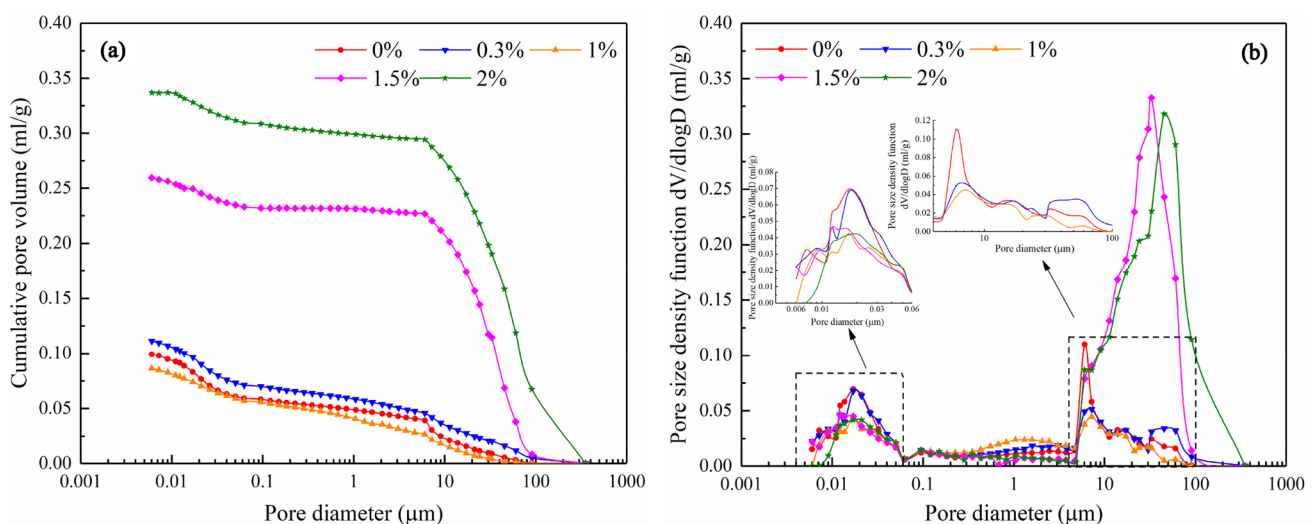 (a)
0% 0.3% 1%
1.5% 2%
0.40
0.35
0.30
0.25
0.20
0.15
0.10
0.05
0.00
Cumulative pore volume (ml/g)
0.001 0.01 0.1 1 10 100 1000
Pore diameter (μm)
(b)
0% 0.3% 1%
1.5% 2%
0.40
0.35
0.30
0.25
0.20
0.15
0.10
0.05
0.00
Pore size density function dV/dlogD (ml/g)
0.001 0.01 0.1 1 10 100 1000
Pore diameter (μm)
0.08
0.07
0.06
0.05
0.04
0.03
0.02
0.01
0.00
Pore size density function dV/dlogD (ml/g)
0.006 0.01 0.03 0.06
Pore diameter (μm)
0.12
0.10
0.08
0.06
0.04
0.02
0.00
Pore size density function
dV/dlogD (ml/g)
10 100
Pore diameter (μm)